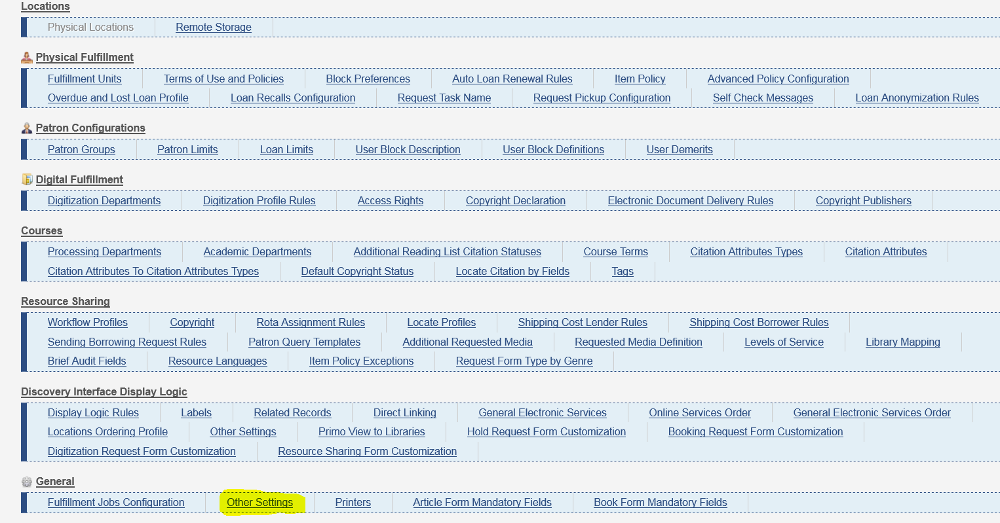 Locations
Physical Locations Remote Storage
Physical Fulfillment
Fulfillment Units Terms of Use and Policies Block Preferences Auto Loan Renewal Rules Item Policy Advanced Policy Configuration
Overdue and Lost Loan Profile Loan Recalls Configuration Request Task Name Request Pickup Configuration Self Check Messages Loan Anonymization Rules
Patron Configurations
Patron Groups Patron Limits Loan Limits User Block Description User Block Definitions User Demerits
Digital Fulfillment
Digitization Departments Digitization Profile Rules Access Rights Copyright Declaration Electronic Document Delivery Rules Copyright Publishers
Courses
Processing Departments Academic Departments Additional Reading List Citation Statuses Course Terms Citation Attributes Types Citation Attributes
Citation Attributes To Citation Attributes Types Default Copyright Status Locate Citation by Fields Tags
Resource Sharing
Workflow Profiles Copyright Rota Assignment Rules Locate Profiles Shipping Cost Lender Rules Shipping Cost Borrower Rules
Sending Borrowing Request Rules Patron Query Templates Additional Requested Media Requested Media Definition Levels of Service Library Mapping
Brief Audit Fields Resource Languages Item Policy Exceptions Request Form Type by Genre
Discovery Interface Display Logic
Display Logic Rules Labels Related Records Direct Linking General Electronic Services Online Services Order General Electronic Services Order
Locations Ordering Profile Other Settings Primo View to Libraries Hold Request Form Customization Booking Request Form Customization
Digitization Request Form Customization Resource Sharing Form Customization
General
Fulfillment Jobs Configuration Other Settings Printers Article Form Mandatory Fields Book Form Mandatory Fields